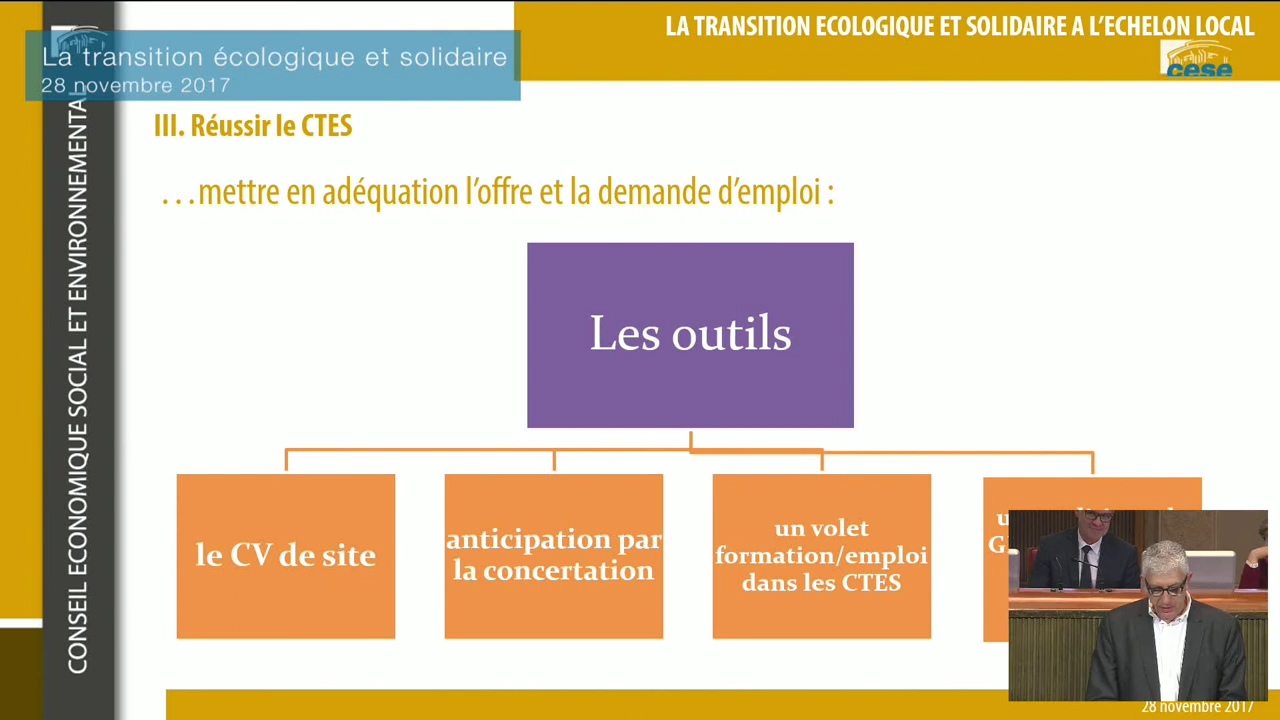 LA TRANSITION ECOLOGIQUE ET SOLIDAIRE A L'ECHELON LOCAL
La transition écologique et solidaire
28 novembre 2017
cese
CONSEIL ECONOMIQUE SOCIAL ET ENVIRONNEMENTAL
III. Réussir le CTES
...mettre en adéquation l'offre et la demande d'emploi :
Les outils
le CV de site
anticipation par
la concertation
un volet
formation/emploi
dans les CTES
28 novembre 2017